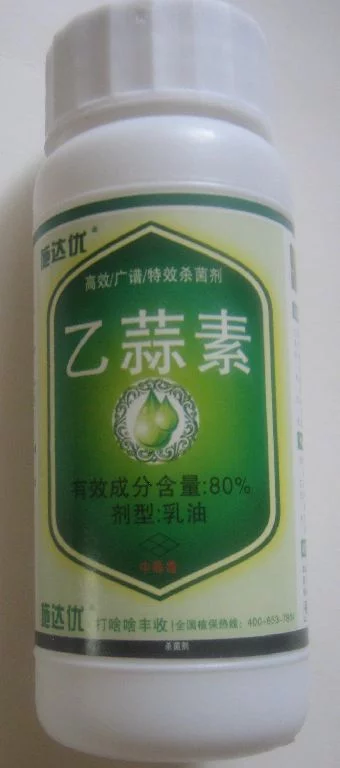 施达优®
高效/广谱/特效杀菌剂
乙蒜素
有效成分含量:80%
剂型:乳油
中等毒
施达优®打啥啥丰收|全国植保热线:400-653-7804
杀菌剂